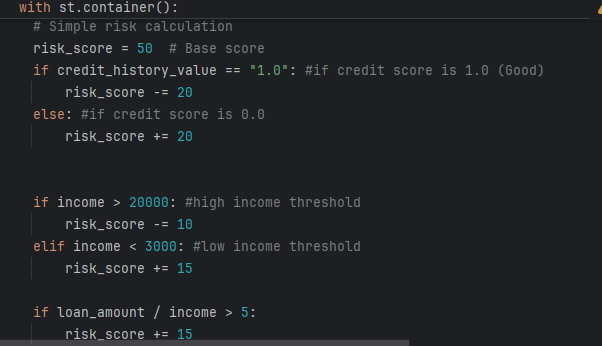 with st.container():
# Simple risk calculation
risk_score = 50  # Base score
if credit_history_value == "1.0": #if credit score is 1.0 (Good)
risk_score -= 20
else: #if credit score is 0.0
risk_score += 20
if income > 20000: #high income threshold
risk_score -= 10
elif income < 3000: #low income threshold
risk_score += 15
if loan_amount / income > 5:
risk_score += 15